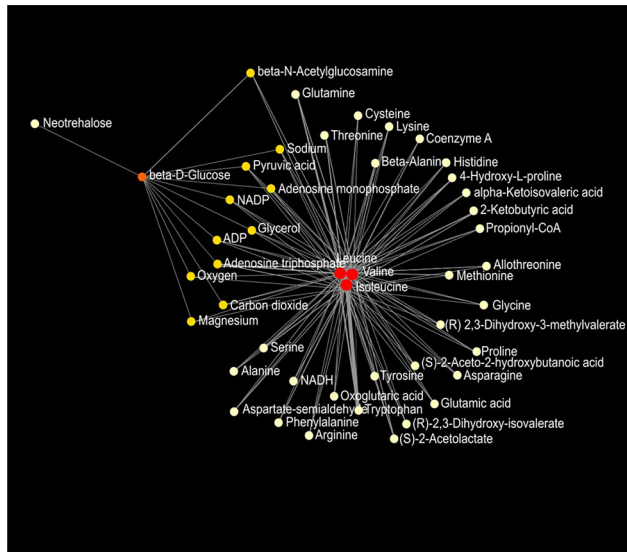 beta-N-Acetylglucosamine
Glutamine
Cysteine
Neotrehalose
Lysine
Threonine
Coenzyme A
Sodium
Pyruvic acid
Beta-Alanine
Histidine
beta-D-Glucose
4-Hydroxy-L-proline
Adenosine monophosphate
alpha-Ketoisovaleric acid
NADP
2-Ketobutyric acid
Glycerol
Propionyl-CoA
ADP
Leucine
Adenosine triphosphate
Allothreonine
Valine
Oxygen
Methionine
Isoleucine
Carbon dioxide
Glycine
Magnesium
(R) 2,3-Dihydroxy-3-methylvalerate
Serine
Proline
(S)-2-Aceto-2-hydroxybutanoic acid
Alanine
Tyrosine
Asparagine
NADH
Oxoglutaric acid
Glutamic acid
Aspartate-semialdehyde
Tryptophan
Phenylalanine
(R)-2,3-Dihydroxy-isovalerate
Arginine
(S)-2-Acetolactate